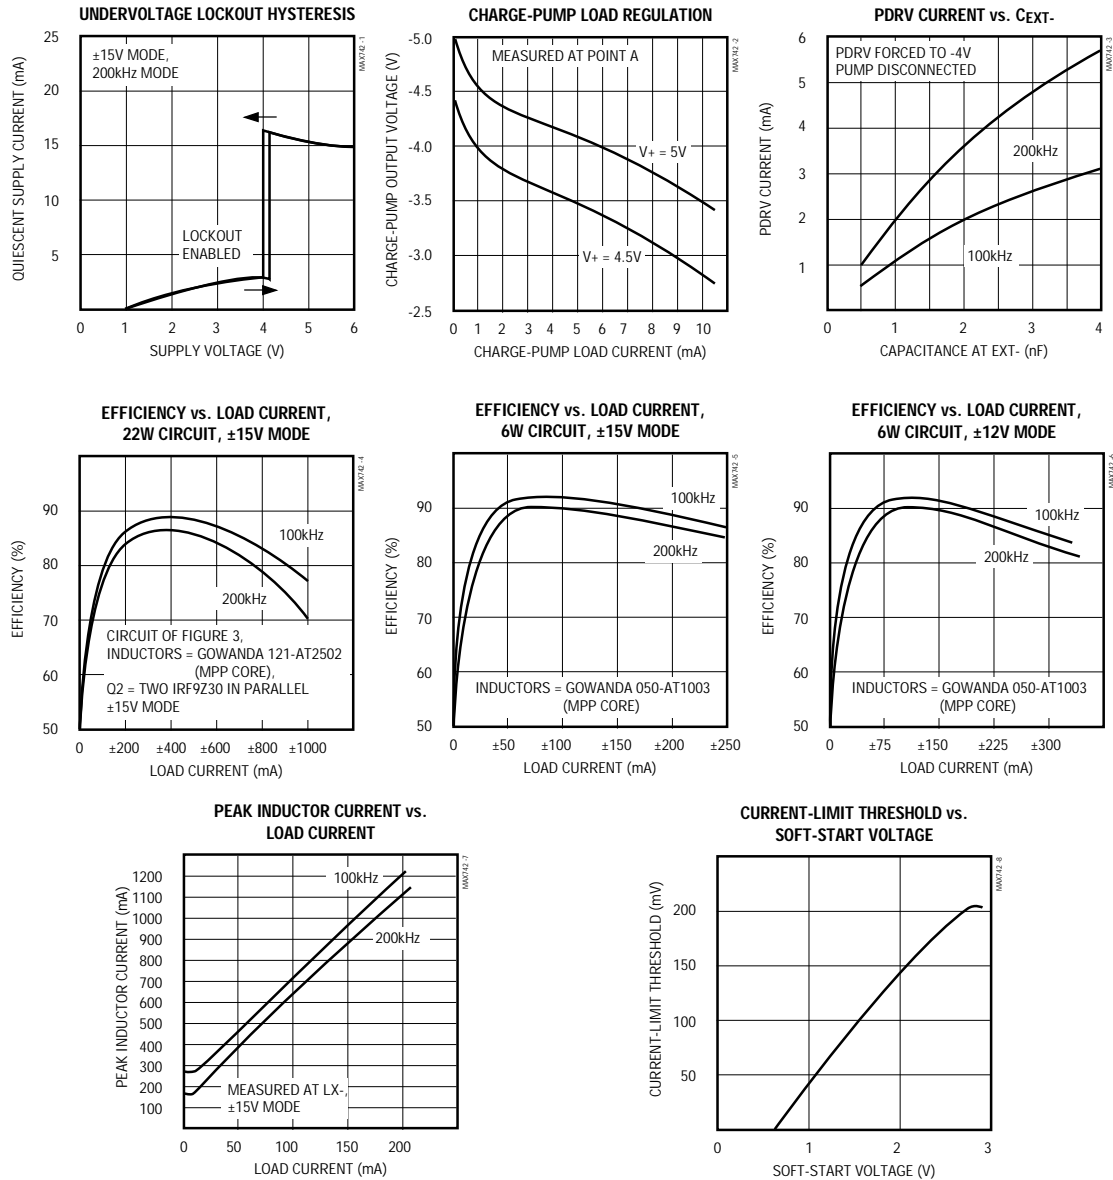 UNDERVOLTAGE LOCKOUT HYSTERESIS
25
20
15
10
5
0 1 2 3 4 5 6
QUIESCENT SUPPLY CURRENT (mA)
SUPPLY VOLTAGE (V)
±15V MODE,
200kHz MODE
LOCKOUT
ENABLED
MAX742 -1
CHARGE-PUMP LOAD REGULATION
-5.0
-4.5
-4.0
-3.5
-3.0
-2.5
0 1 2 3 4 5 6 7 8 9 10
CHARGE-PUMP OUTPUT VOLTAGE (V)
CHARGE-PUMP LOAD CURRENT (mA)
MEASURED AT POINT A
V+ = 5V
V+ = 4.5V
MAX742 -2
PDRV CURRENT vs. CEXT-
6
5
4
3
2
1
0 1 2 3 4
PDRV CURRENT (mA)
CAPACITANCE AT EXT- (nF)
PDRV FORCED TO -4V
PUMP DISCONNECTED
200kHz
100kHz
MAX742 -3
EFFICIENCY vs. LOAD CURRENT,
22W CIRCUIT, ±15V MODE
90
80
70
60
50
0 ±200 ±400 ±600 ±800 ±1000
EFFICIENCY (%)
LOAD CURRENT (mA)
100kHz
200kHz
CIRCUIT OF FIGURE 3,
INDUCTORS = GOWANDA 121-AT2502
(MPP CORE),
Q2 = TWO IRF9Z30 IN PARALLEL
±15V MODE
MAX742 -4
EFFICIENCY vs. LOAD CURRENT,
6W CIRCUIT, ±15V MODE
90
80
70
60
50
0 ±50 ±100 ±150 ±200 ±250
EFFICIENCY (%)
LOAD CURRENT (mA)
100kHz
200kHz
INDUCTORS = GOWANDA 050-AT1003
(MPP CORE)
MAX742 -5
EFFICIENCY vs. LOAD CURRENT,
6W CIRCUIT, ±12V MODE
90
80
70
60
50
0 ±75 ±150 ±225 ±300
EFFICIENCY (%)
LOAD CURRENT (mA)
100kHz
200kHz
INDUCTORS = GOWANDA 050-AT1003
(MPP CORE)
PEAK INDUCTOR CURRENT vs.
LOAD CURRENT
1200
1100
1000
900
800
700
600
500
400
300
200
100
0 50 100 150 200
PEAK INDUCTOR CURRENT (mA)
LOAD CURRENT (mA)
100kHz
200kHz
MEASURED AT LX-,
±15V MODE
MAX742 -7
CURRENT-LIMIT THRESHOLD vs.
SOFT-START VOLTAGE
200
150
100
50
0
0 1 2 3
CURRENT-LIMIT THRESHOLD (mV)
SOFT-START VOLTAGE (V)
MAX742 -8